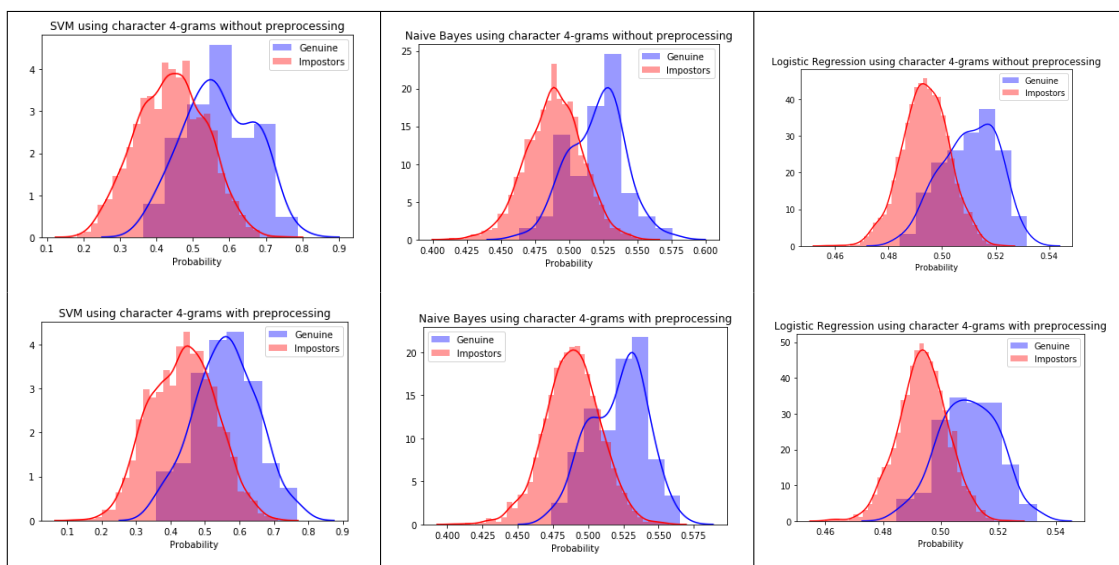 SVM using character 4-grams without preprocessing
Genuine
Impostors
4
3
2
1
0
0.1 0.2 0.3 0.4 0.5 0.6 0.7 0.8 0.9
Probability
Naive Bayes using character 4-grams without preprocessing
Genuine
Impostors
25
20
15
10
5
0
0.400 0.425 0.450 0.475 0.500 0.525 0.550 0.575 0.600
Probability
Logistic Regression using character 4-grams without preprocessing
Genuine
Impostors
40
30
20
10
0
0.46 0.48 0.50 0.52 0.54
Probability
SVM using character 4-grams with preprocessing
Genuine
Impostors
4
3
2
1
0
0.1 0.2 0.3 0.4 0.5 0.6 0.7 0.8 0.9
Probability
Naive Bayes using character 4-grams with preprocessing
Genuine
Impostors
20
15
10
5
0
0.400 0.425 0.450 0.475 0.500 0.525 0.550 0.575
Probability
Logistic Regression using character 4-grams with preprocessing
Genuine
Impostors
50
40
30
20
10
0
0.46 0.48 0.50 0.52 0.54
Probability